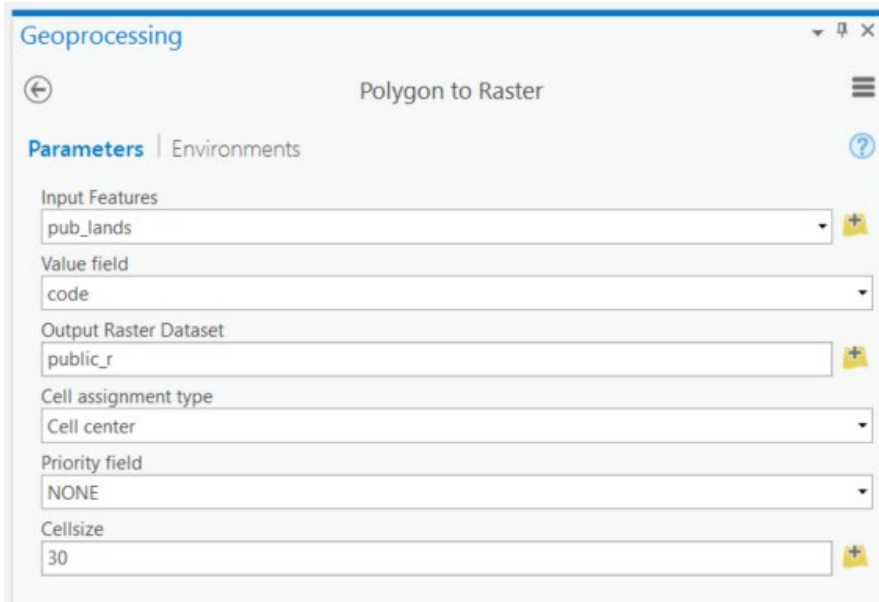 Geoprocessing
Polygon to Raster
Parameters | Environments
Input Features
pub_lands
Value field
code
Output Raster Dataset
public_r
Cell assignment type
Cell center
Priority field
NONE
Cellsize
30